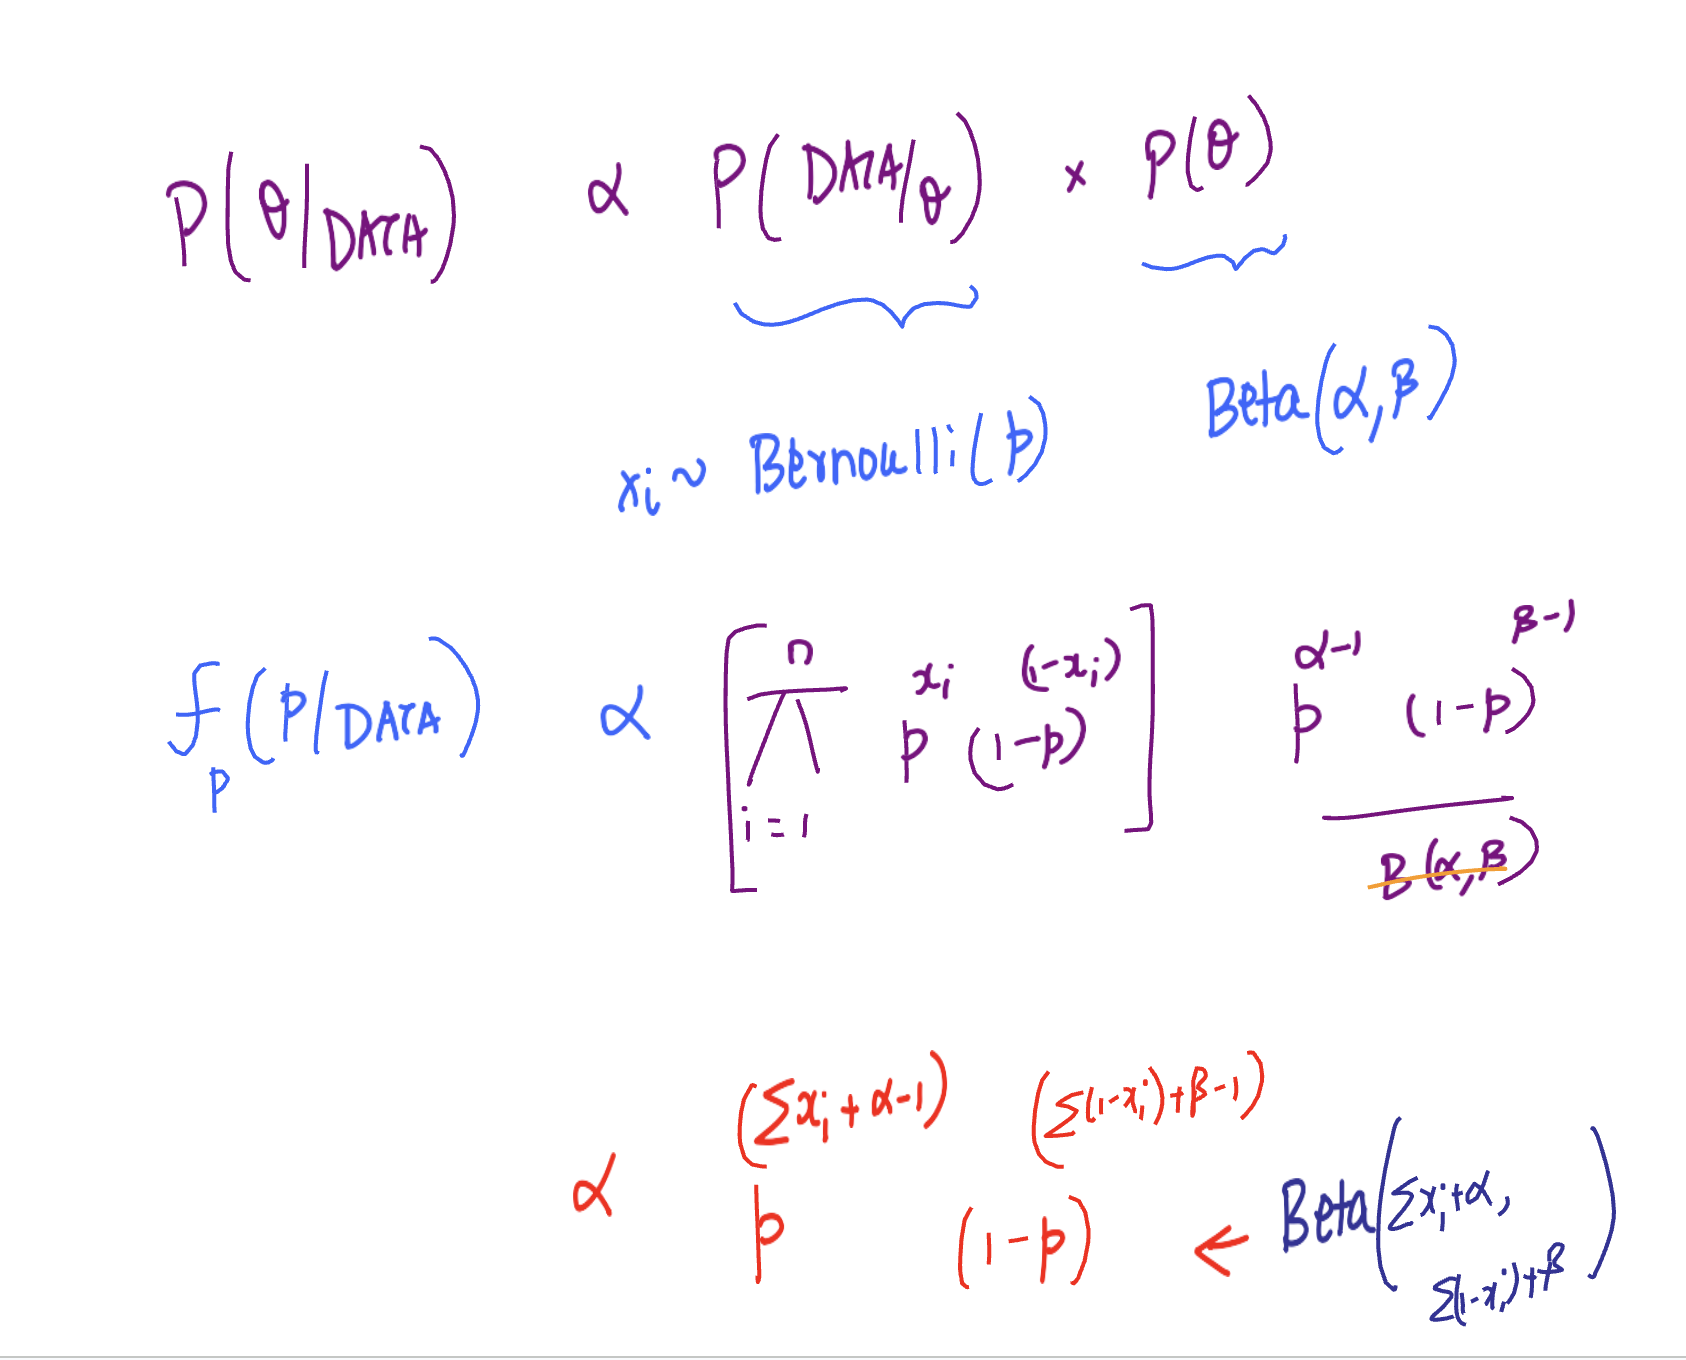 P(θ|DATA) α P(DATA/θ) × P(θ)
Beta(α,β)
xi ~ Bernoulli(p)
f_p(P/DATA) α [∏_{i=1}^{n} p^{xi} (1-p)^{(1-xi)}] p^{α-1} (1-p)^{β-1} / B(α,β)
α p^{(Σxi+α-1)} (1-p)^{(Σ(1-xi)+β-1)} ← Beta(Σxi+α, Σ(1-xi)+β)